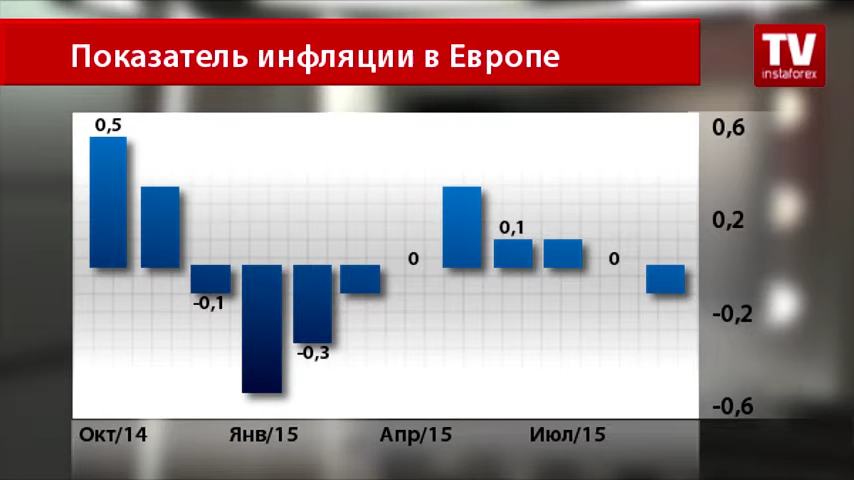 Показатель инфляции в Европе
TV
instaforex
0,5
0,6
0,2
0,1
0
0
-0,1
-0,2
-0,3
-0,6
Окт/14
Янв/15
Апр/15
Июл/15